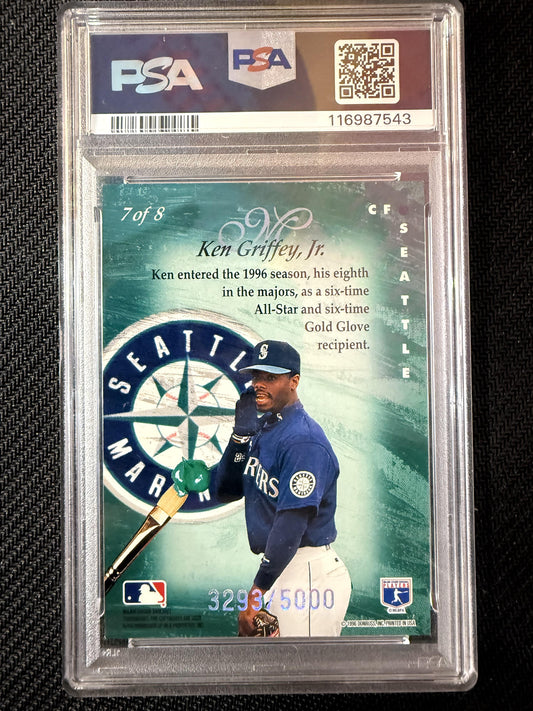 PSA
PSA
116987543
7 of 8
CF • SEATTLE
Ken Griffey, Jr.
Ken entered the 1996 season, his eighth
in the majors, as a six-time
All-Star and six-time
Gold Glove
recipient.
SEATTLE
MARIN
S
RINERS
3293/5000
© 1996 DONRUSS, INC. PRINTED IN USA